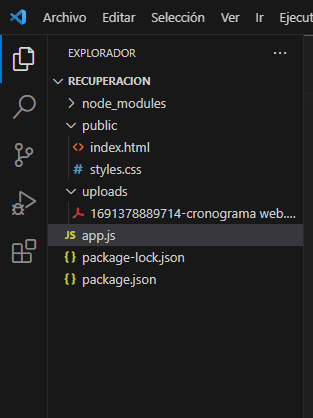 Archivo Editar Selección Ver Ir Ejecut
EXPLORADOR ...
RECUPERACION
node_modules
public
<> index.html
# styles.css
uploads
1691378889714-cronograma web....
JS app.js
{} package-lock.json
{} package.json